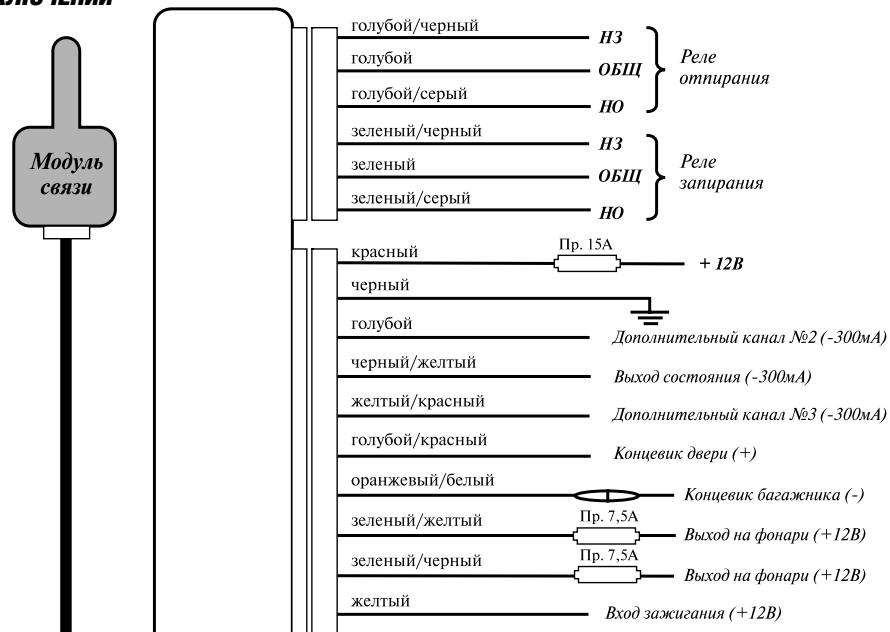 Модуль
связи
голубой/черный НЗ
голубой ОБЩ
голубой/серый НО
Реле
отпирания
зеленый/черный НЗ
зеленый ОБЩ
зеленый/серый НО
Реле
запирания
красный Пр. 15А + 12В
черный
голубой Дополнительный канал №2 (-300мА)
черный/желтый Выход состояния (-300мА)
желтый/красный Дополнительный канал №3 (-300мА)
голубой/красный Концевик двери (+)
оранжевый/белый Концевик багажника (-)
зеленый/желтый Пр. 7,5А Выход на фонари (+12В)
зеленый/черный Пр. 7,5А Выход на фонари (+12В)
желтый Вход зажигания (+12В)